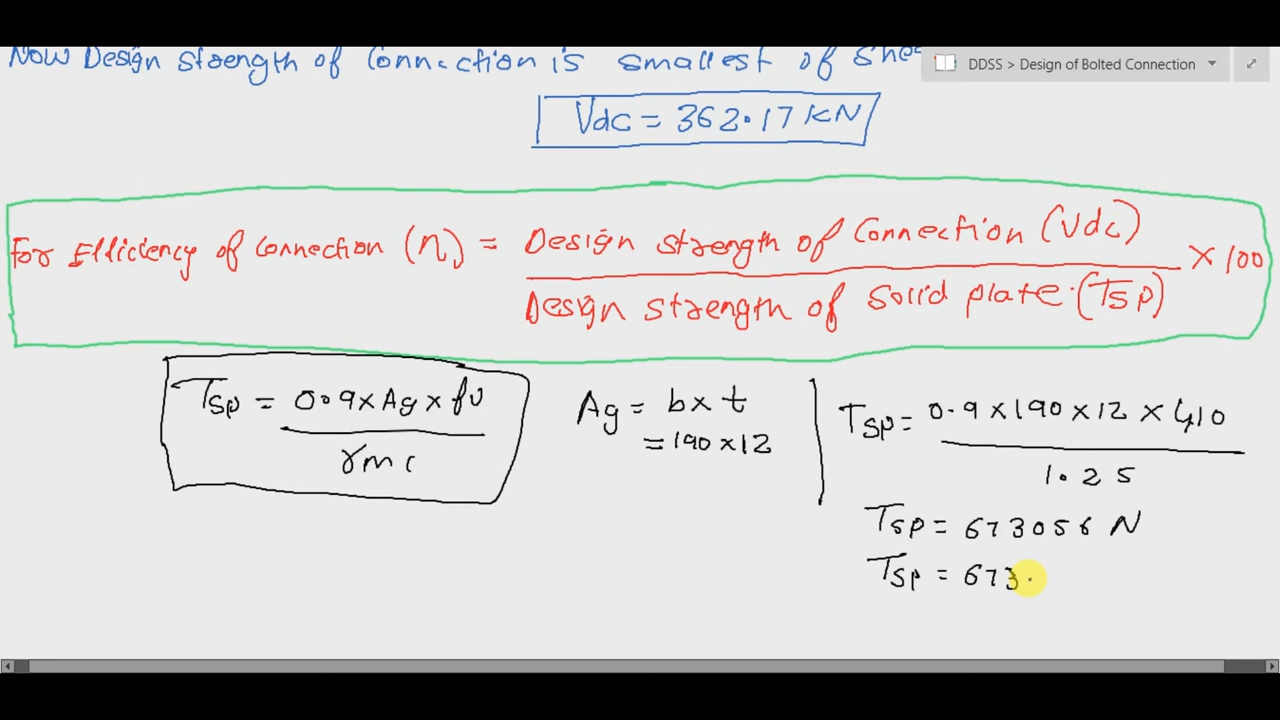 Now Design strength of Connection is smallest of She
DDSS > Design of Bolted Connection
Vdc = 362.17 KN
For Efficiency of Connection (η) = Design strength of Connection (Vdc) / Design strength of Solid plate. (Tsp) × 100
Tsp = 0.9 × Ag × fu / γm
Ag = b × t
= 190 × 12
Tsp = 0.9 × 190 × 12 × 410 / 1.25
Tsp = 673056 N
Tsp = 673.